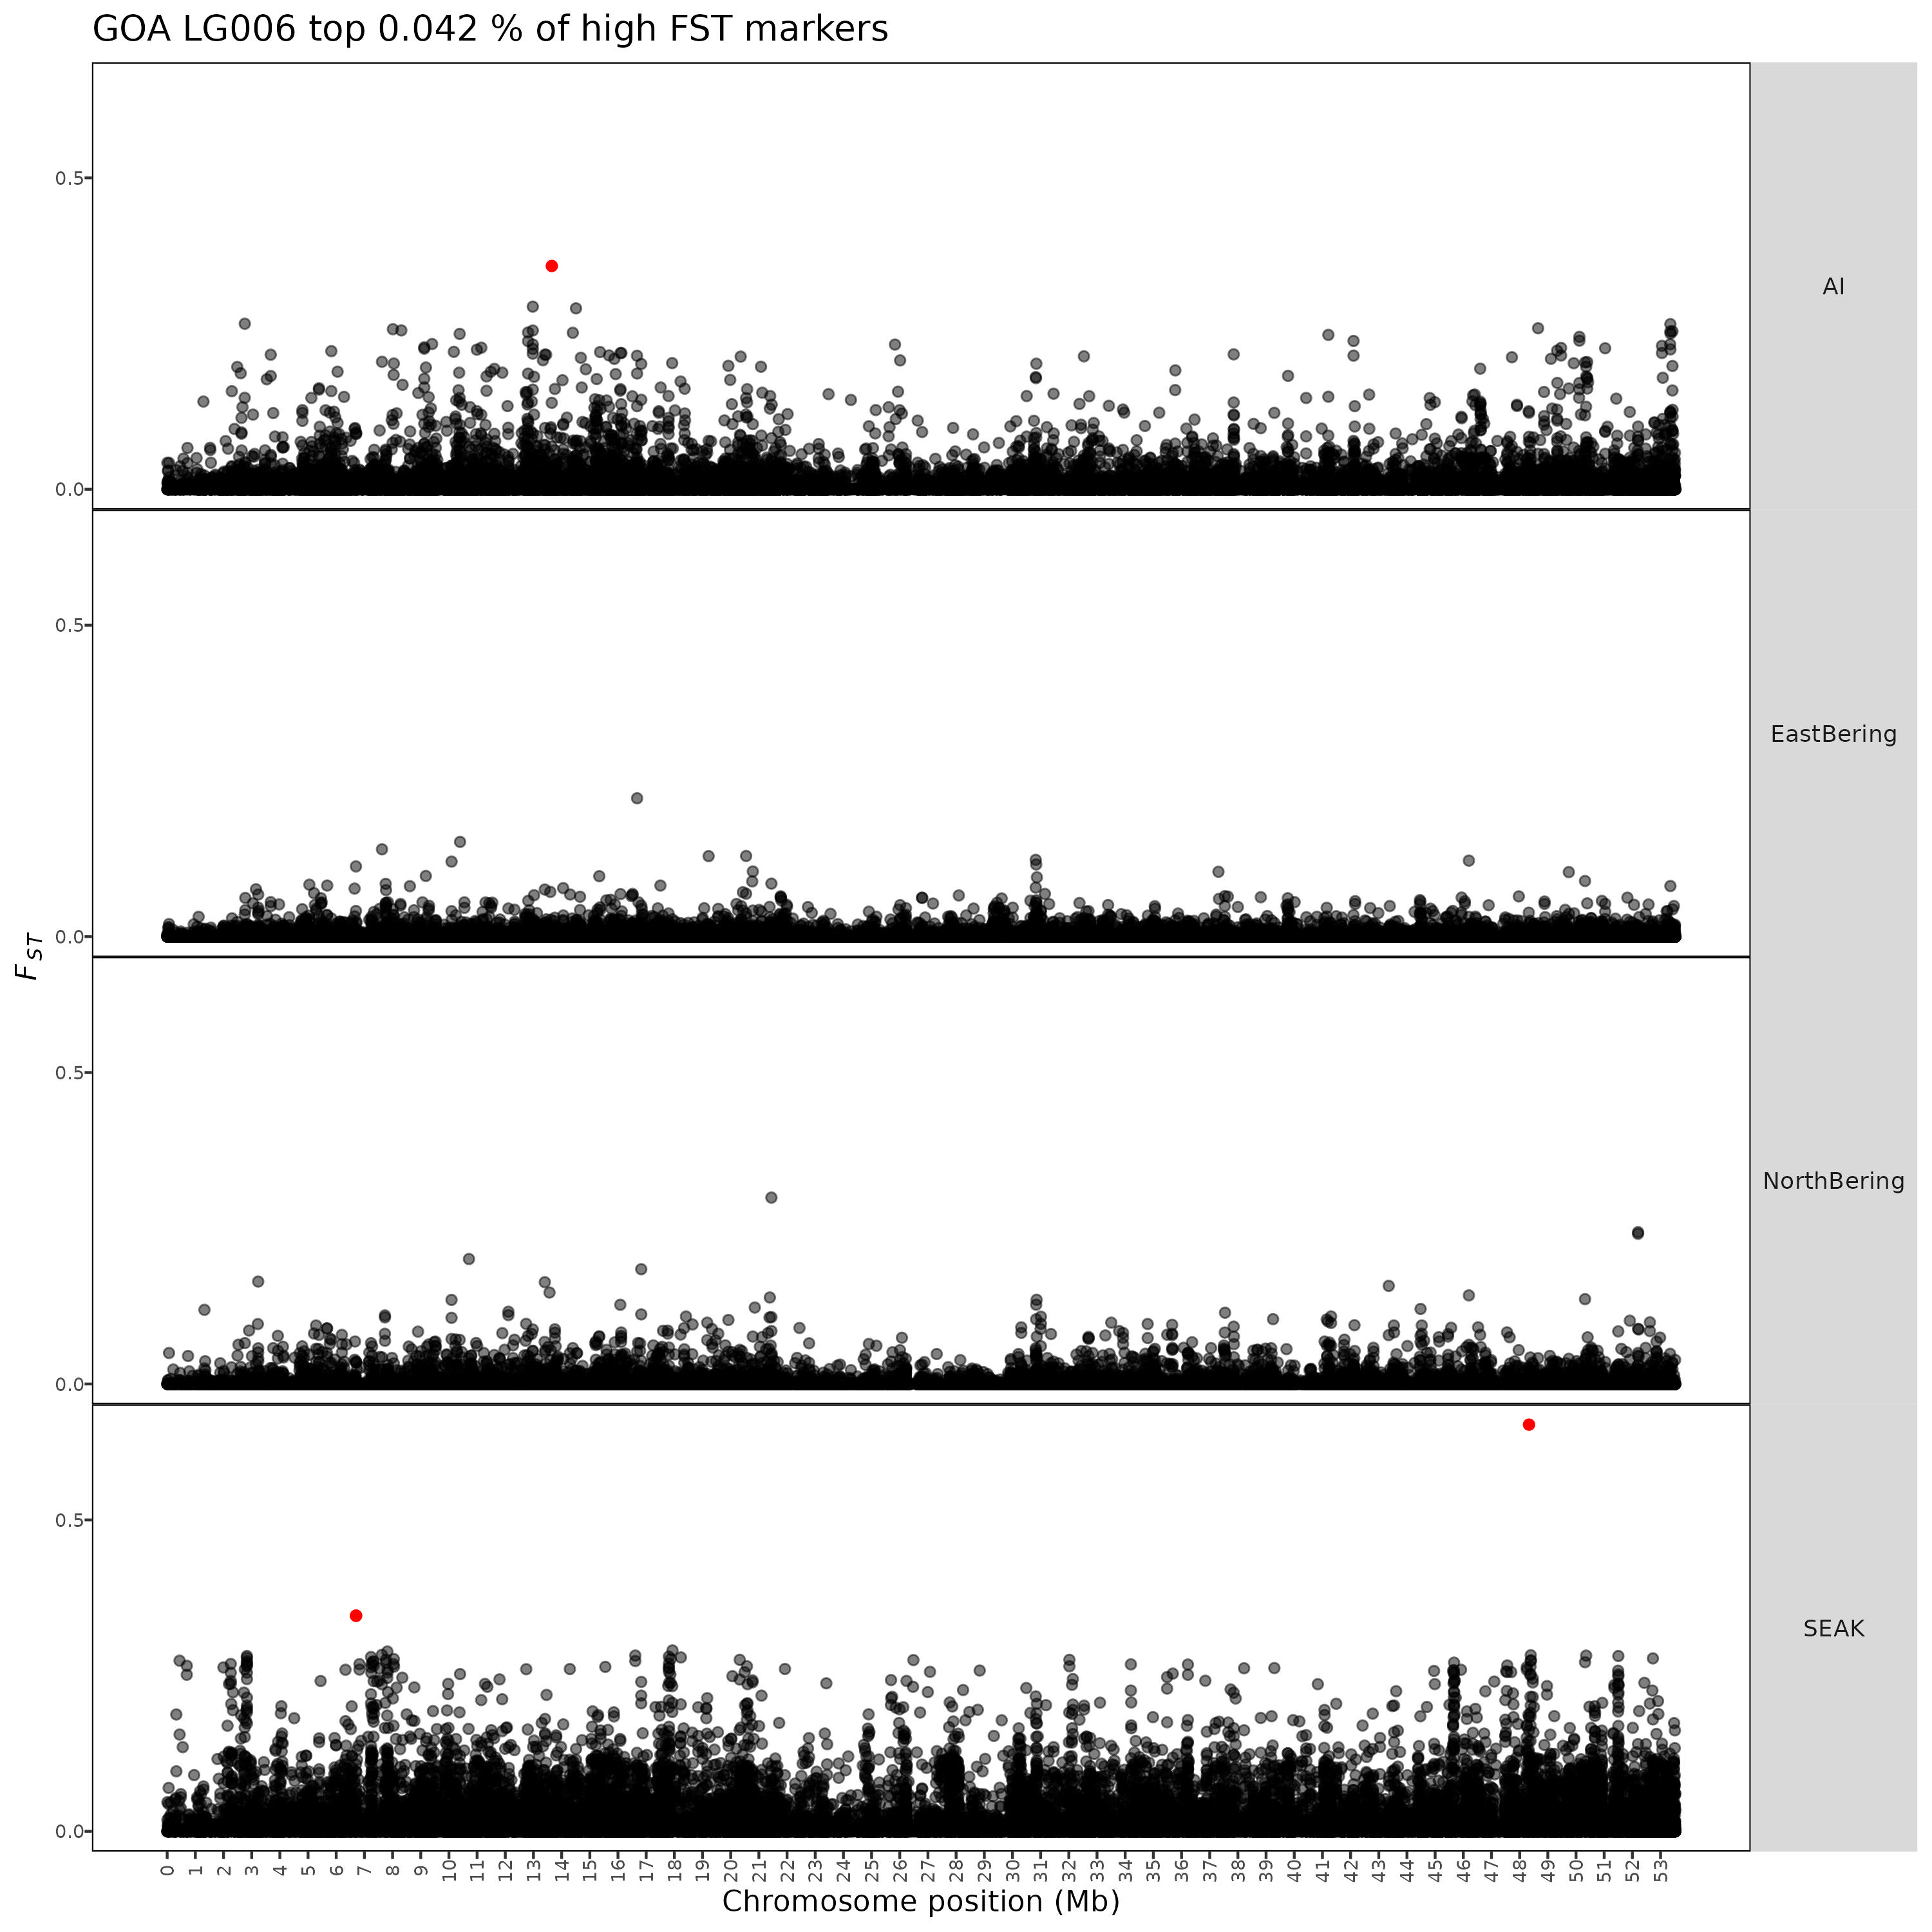 GOA LG006 top 0.042 % of high FST markers
0.5
0.0
AI
0.5
0.0
EastBering
FST
0.5
0.0
NorthBering
0.5
0.0
SEAK
0 1 2 3 4 5 6 7 8 9 10 11 12 13 14 15 16 17 18 19 20 21 22 23 24 25 26 27 28 29 30 31 32 33 34 35 36 37 38 39 40 41 42 43 44 45 46 47 48 49 50 51 52 53
Chromosome position (Mb)